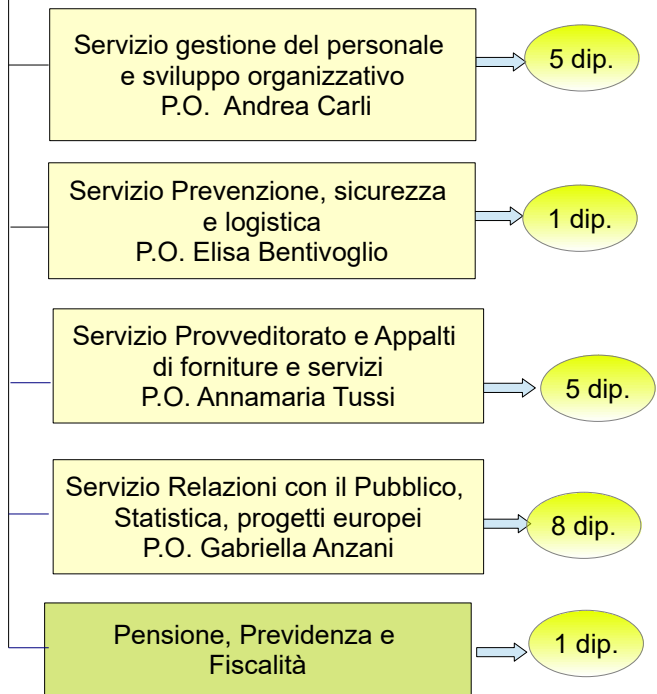 Servizio gestione del personale
e sviluppo organizzativo
P.O. Andrea Carli
5 dip.
Servizio Prevenzione, sicurezza
e logistica
P.O. Elisa Bentivoglio
1 dip.
Servizio Provveditorato e Appalti
di forniture e servizi
P.O. Annamaria Tussi
5 dip.
Servizio Relazioni con il Pubblico,
Statistica, progetti europei
P.O. Gabriella Anzani
8 dip.
Pensione, Previdenza e
Fiscalità
1 dip.